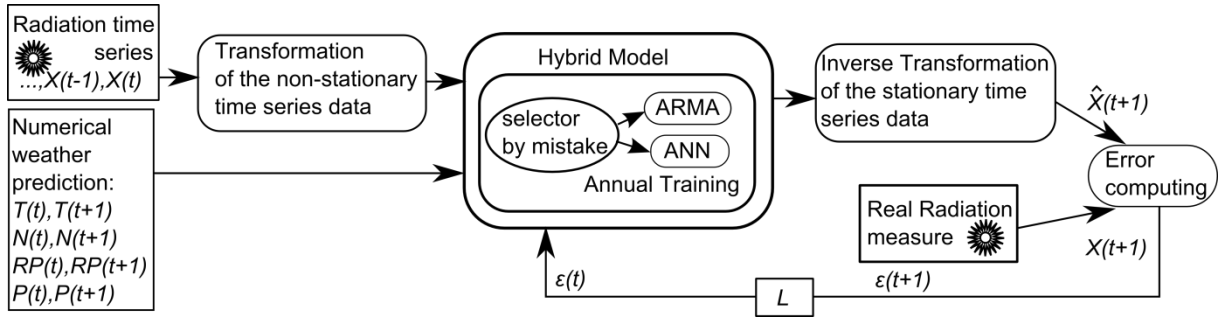 Radiation time
series
...,X(t-1),X(t)
Transformation
of the non-stationary
time series data
Numerical
weather
prediction:
T(t),T(t+1)
N(t),N(t+1)
RP(t),RP(t+1)
P(t),P(t+1)
Hybrid Model
selector
by mistake
ARMA
ANN
Annual Training
Inverse Transformation
of the stationary time
series data
X̂(t+1)
Error
computing
Real Radiation
measure
X(t+1)
ε(t)
L
ε(t+1)